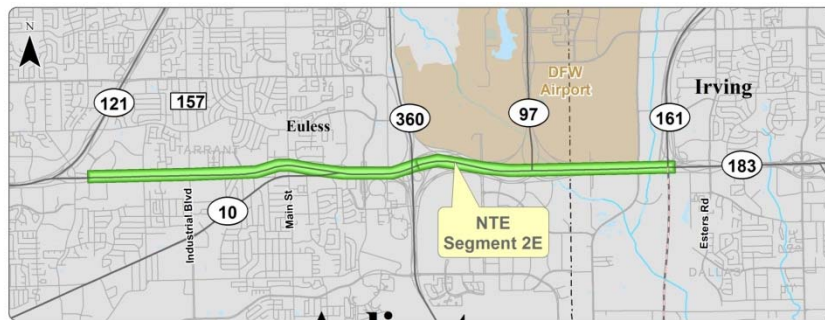 N
121
157
Euless
TARRANT
360
97
DFW
Airport
161
Irving
183
10
Industrial Blvd
Main St
NTE
Segment 2E
Esters Rd
DALLAS